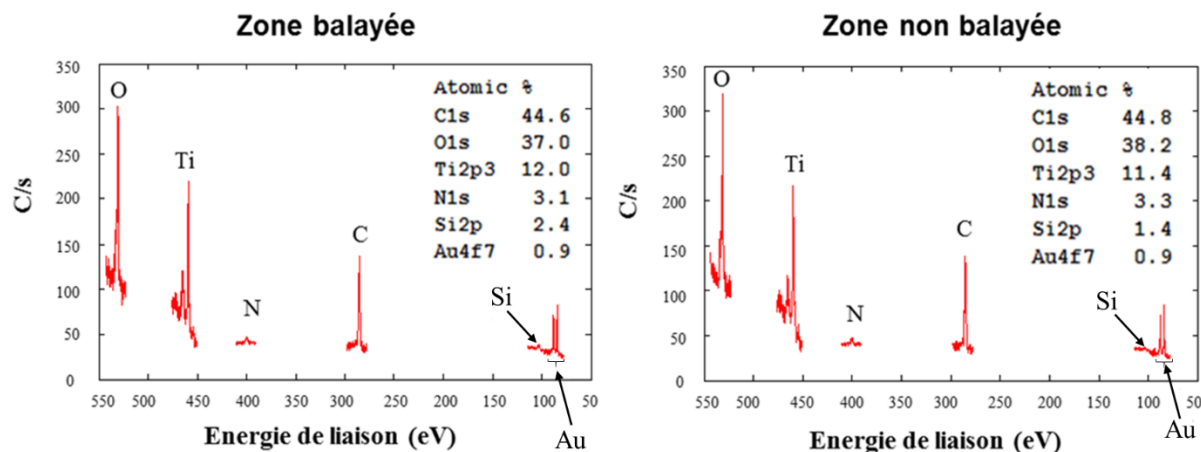 Zone balayée
350
300
250
200
150
100
50
0
C/s
O
Ti
N
C
Si
Au
Atomic %
C1s 44.6
O1s 37.0
Ti2p3 12.0
N1s 3.1
Si2p 2.4
Au4f7 0.9
550 500 450 400 350 300 250 200 150 100 50
Energie de liaison (eV)
Zone non balayée
350
300
250
200
150
100
50
0
C/s
O
Ti
N
C
Si
Au
Atomic %
C1s 44.8
O1s 38.2
Ti2p3 11.4
N1s 3.3
Si2p 1.4
Au4f7 0.9
550 500 450 400 350 300 250 200 150 100 50
Energie de liaison (eV)